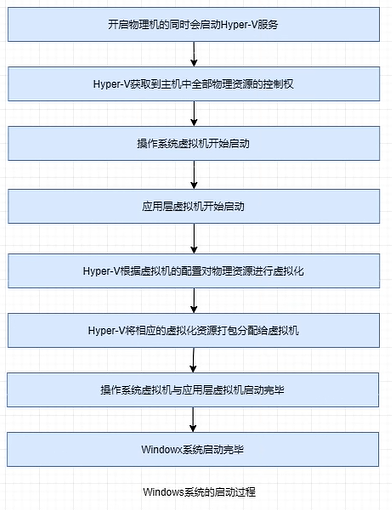 开启物理机的同时会启动Hyper-V服务
Hyper-V获取到主机中全部物理资源的控制权
操作系统虚拟机开始启动
应用层虚拟机开始启动
Hyper-V根据虚拟机的配置对物理资源进行虚拟化
Hyper-V将相应的虚拟化资源打包分配给虚拟机
操作系统虚拟机与应用层虚拟机启动完毕
Windowx系统启动完毕
Windows系统的启动过程